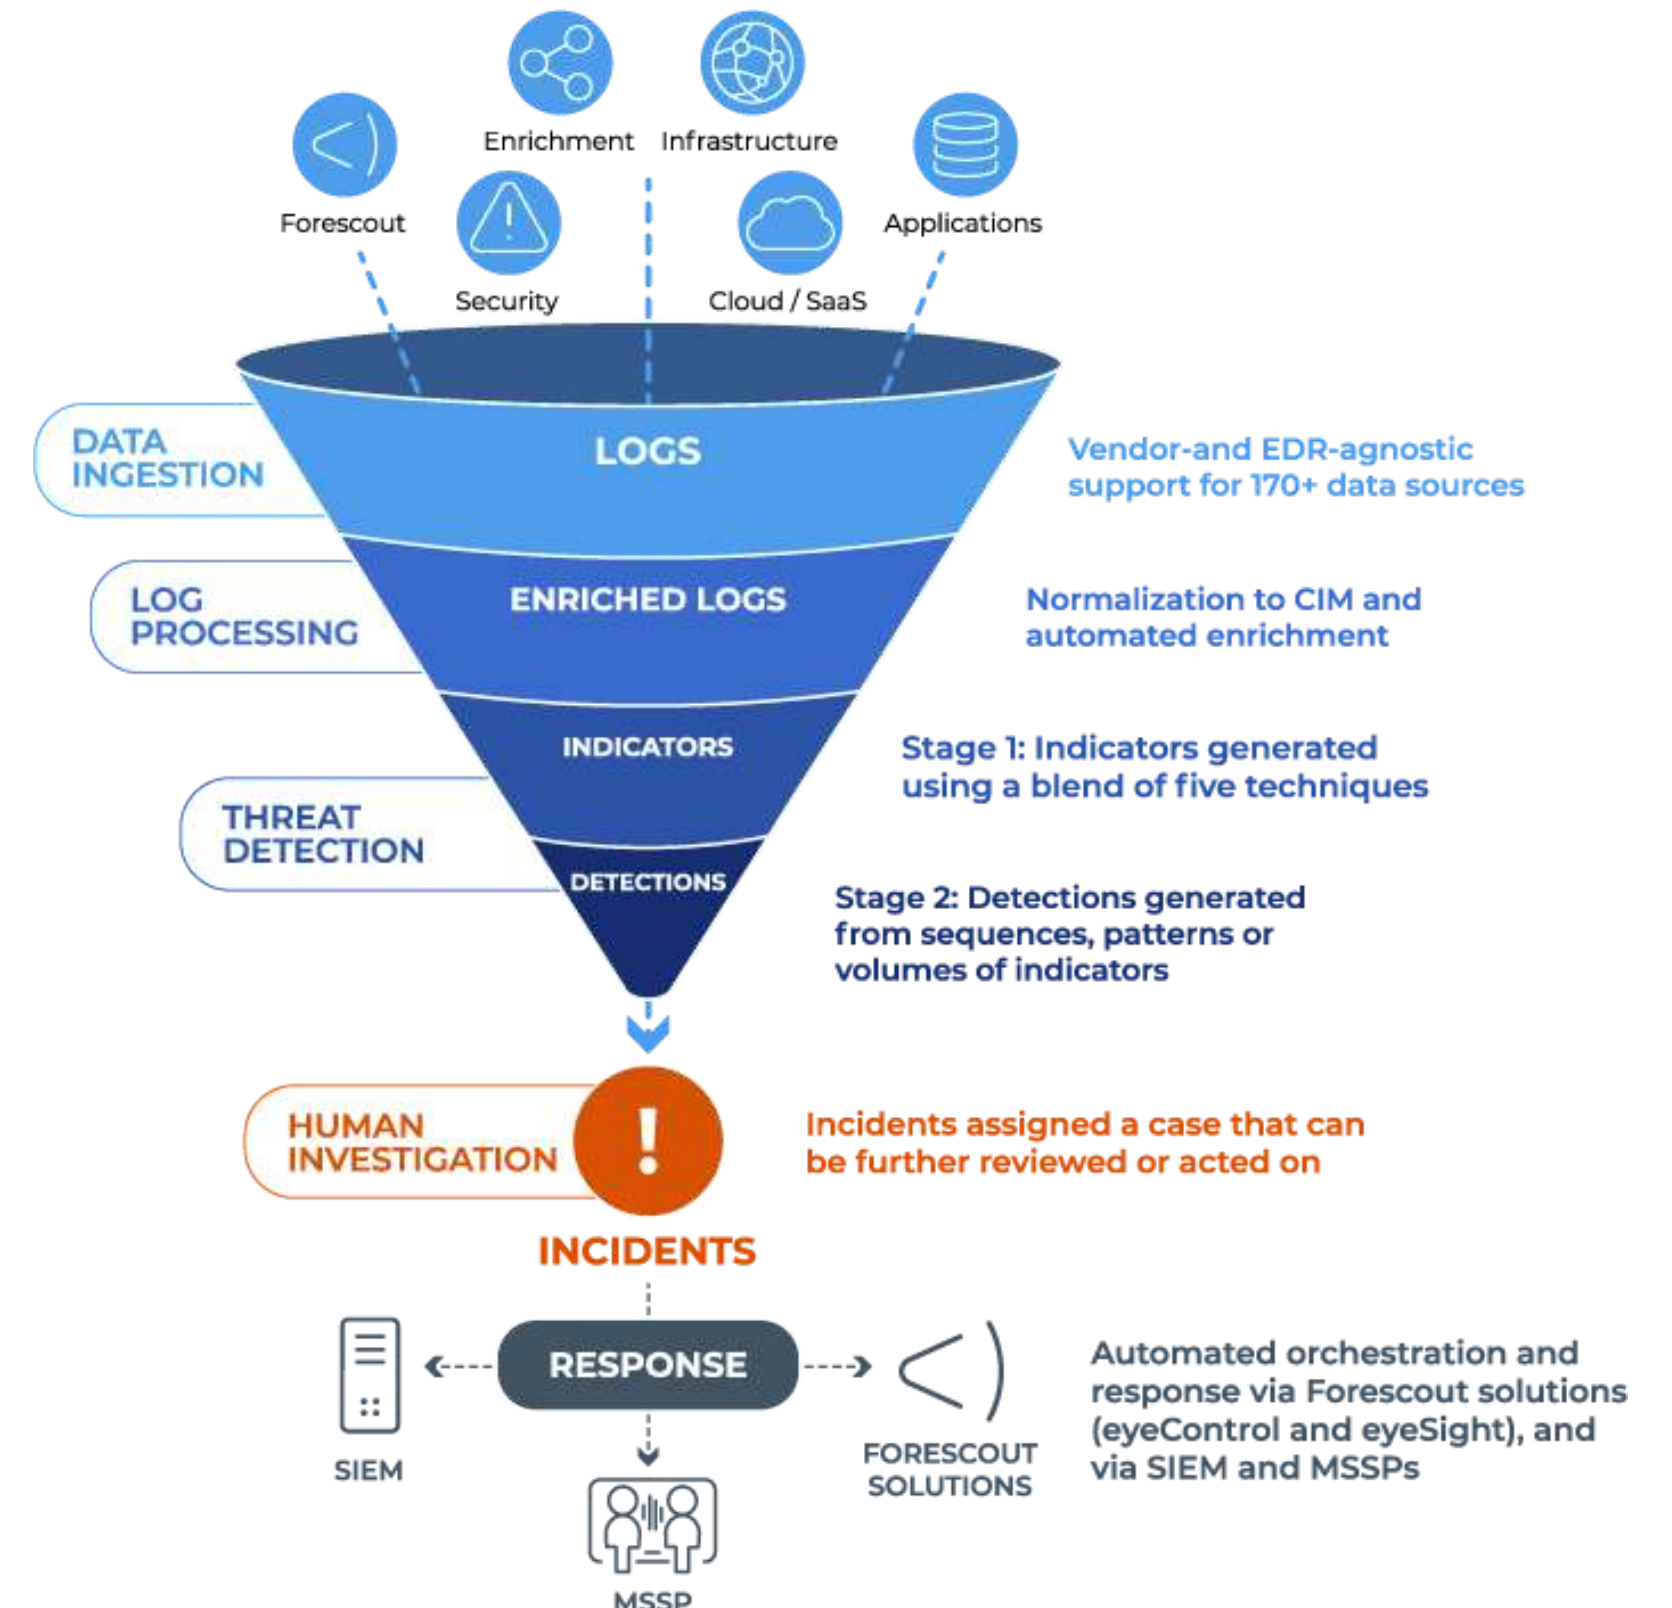 Enrichment
Infrastructure
Forescout
Applications
Security
Cloud / SaaS
DATA
INGESTION
LOGS
Vendor-and EDR-agnostic
support for 170+ data sources
LOG
PROCESSING
ENRICHED LOGS
Normalization to CIM and
automated enrichment
INDICATORS
Stage 1: Indicators generated
using a blend of five techniques
THREAT
DETECTION
DETECTIONS
Stage 2: Detections generated
from sequences, patterns or
volumes of indicators
HUMAN
INVESTIGATION
!
Incidents assigned a case that can
be further reviewed or acted on
INCIDENTS
RESPONSE
SIEM
FORESCOUT
SOLUTIONS
MSSP
Automated orchestration and
response via Forescout solutions
(eyeControl and eyeSight), and
via SIEM and MSSPs